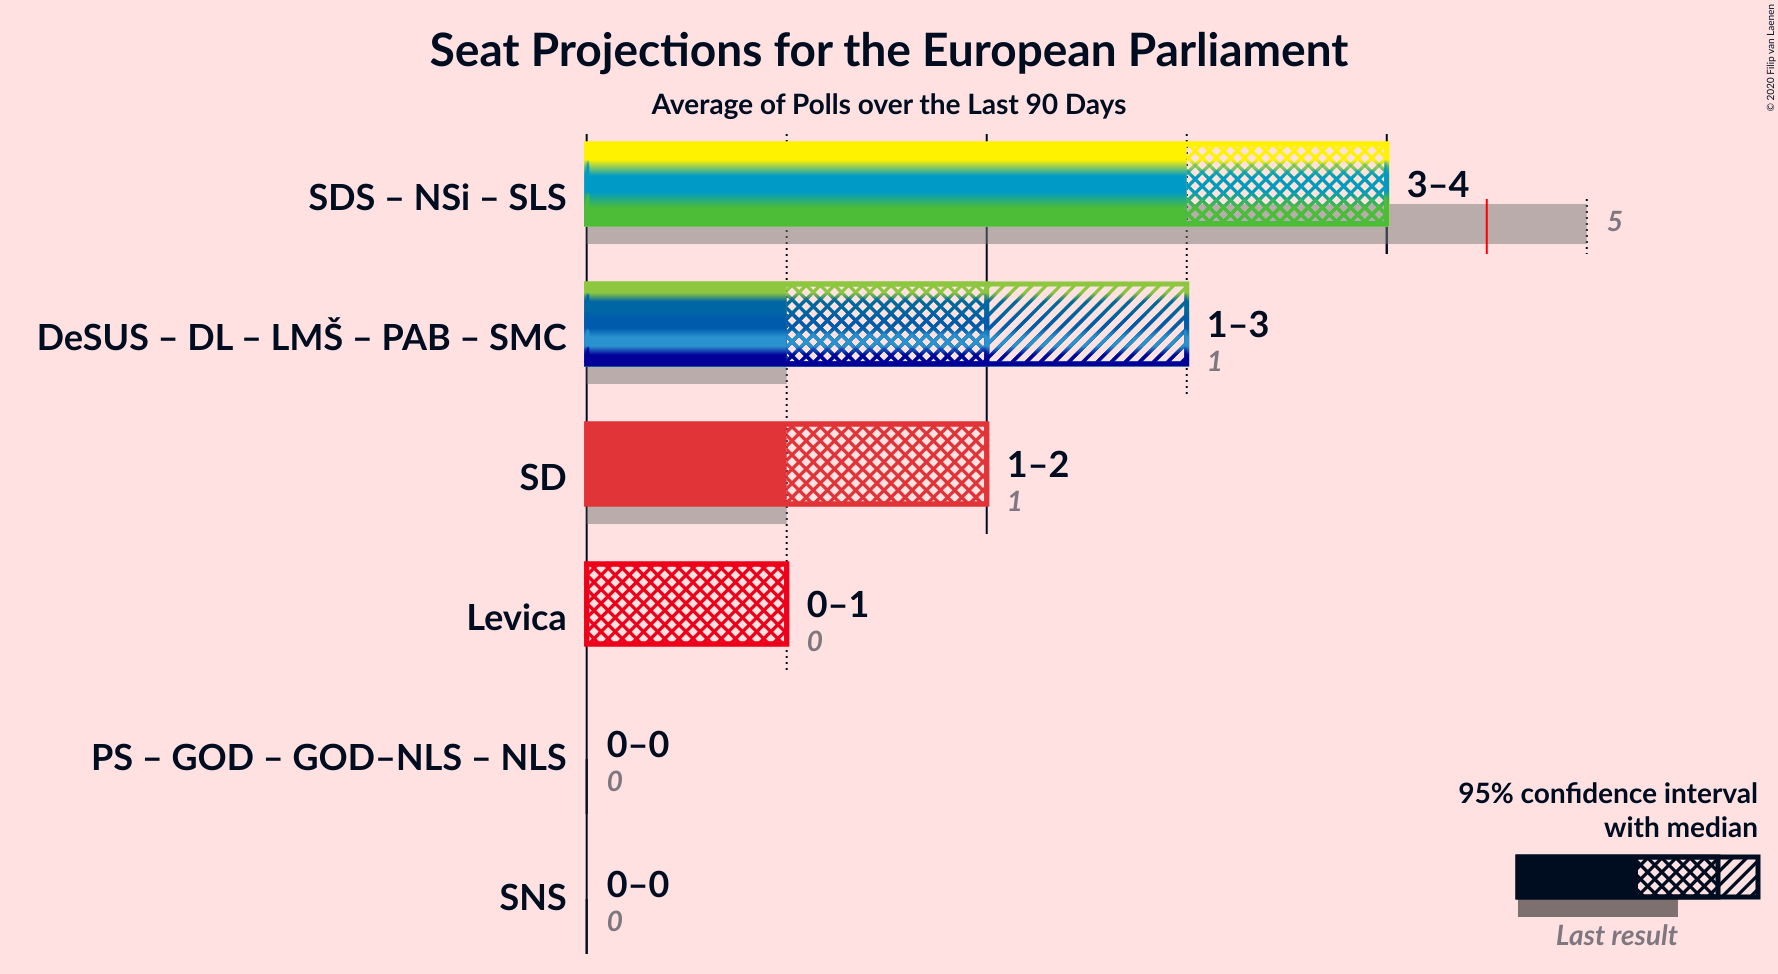 Seat Projections for the European Parliament
Average of Polls over the Last 90 Days
© 2020 Filip van Laenen
SDS – NSi – SLS
3–4
5
DeSUS – DL – LMŠ – PAB – SMC
1–3
1
SD
1–2
1
Levica
0–1
0
PS – GOD – GOD–NLS – NLS
0–0
0
SNS
0–0
0
95% confidence interval
with median
Last result